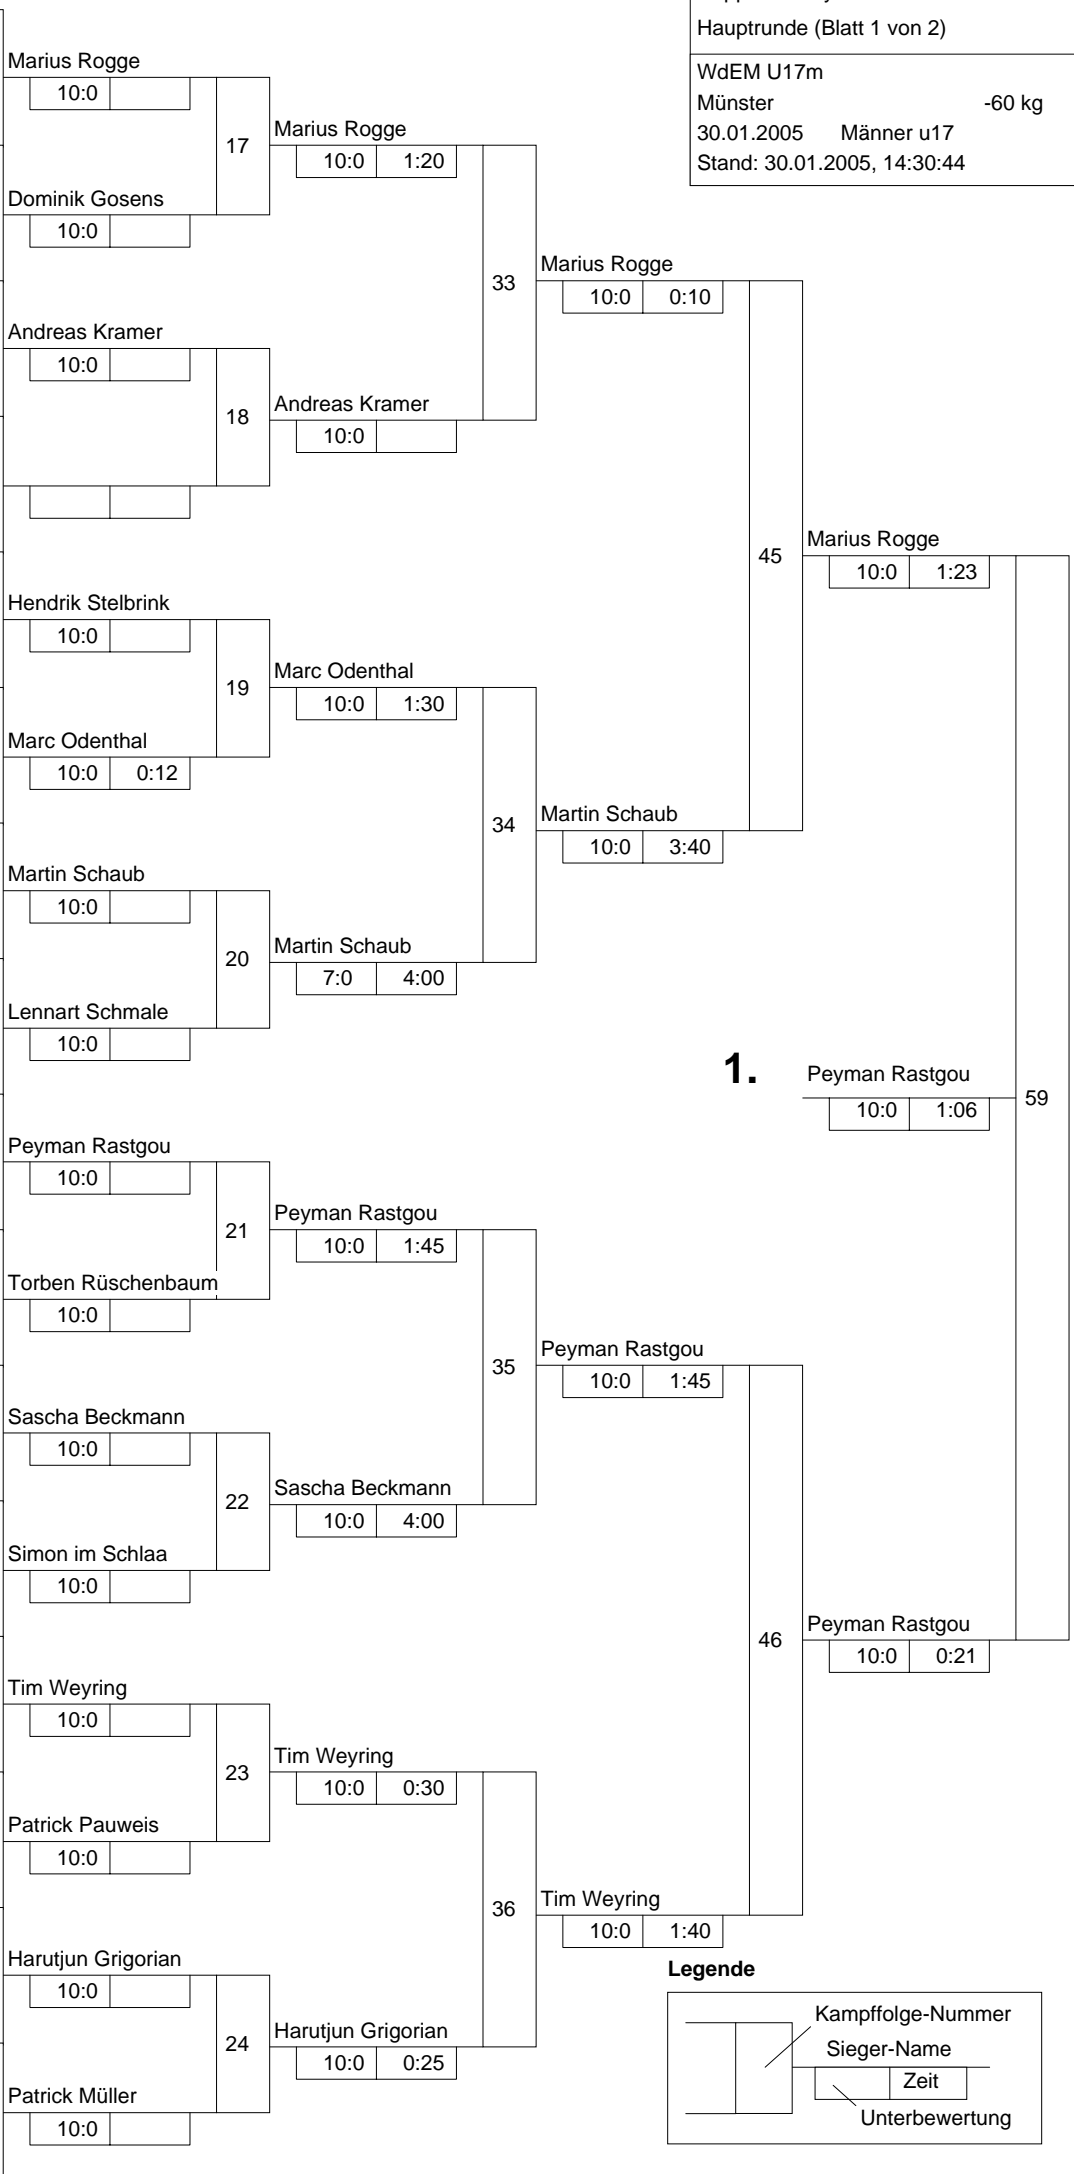 Hauptrunde (Blatt 1 von 2)
WdEM U17m
Münster -60 kg
30.01.2005 Männer u17
Stand: 30.01.2005, 14:30:44
Marius Rogge
10:0
17
Dominik Gosens
10:0
Andreas Kramer
10:0
18
Hendrik Stelbrink
10:0
19
Marc Odenthal
10:0 0:12
Martin Schaub
10:0
20
Lennart Schmale
10:0
Peyman Rastgou
10:0
21
Torben Rüschenbaum
10:0
Sascha Beckmann
10:0
22
Simon im Schlaa
10:0
Tim Weyring
10:0
23
Patrick Pauweis
10:0
Harutjun Grigorian
10:0
24
Patrick Müller
10:0
Marius Rogge
10:0 1:20
33
Andreas Kramer
10:0
Marc Odenthal
10:0 1:30
34
Martin Schaub
7:0 4:00
Peyman Rastgou
10:0 1:45
35
Sascha Beckmann
10:0 4:00
Tim Weyring
10:0 0:30
36
Harutjun Grigorian
10:0 0:25
Marius Rogge
10:0 0:10
45
Martin Schaub
10:0 3:40
Peyman Rastgou
10:0 1:45
46
Tim Weyring
10:0 1:40
Marius Rogge
10:0 1:23
1. Peyman Rastgou
10:0 1:06
59
Peyman Rastgou
10:0 0:21
Legende
Kampffolge-Nummer
Sieger-Name
Zeit
Unterbewertung